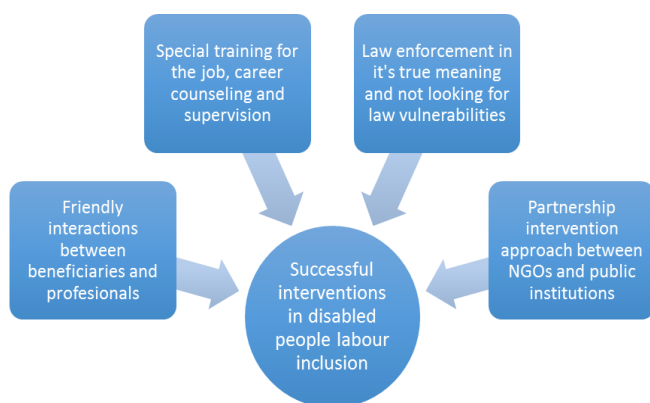 Special training for
the job, career
counseling and
supervision
Law enforcement in
it's true meaning
and not looking for
law vulnerabilities
Friendly
interactions
between
beneficiaries and
profesionals
Partnership
intervention
approach between
NGOs and public
institutions
Successful
interventions
in disabled
people labour
inclusion